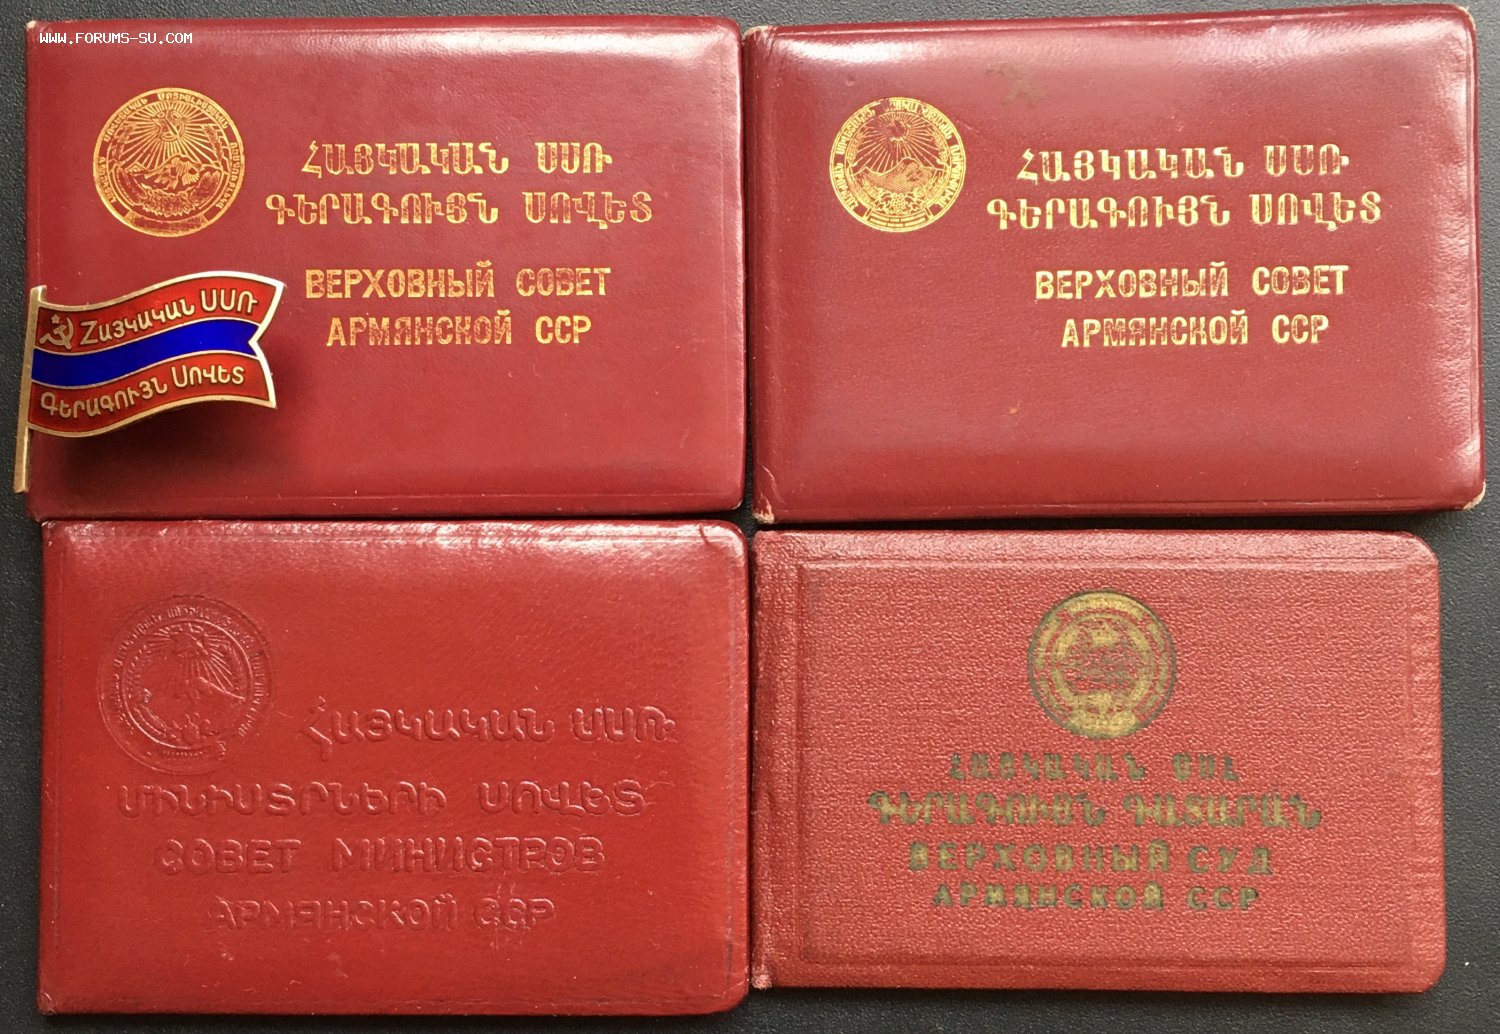 WWW.FORUMS-SU.COM
ՀԱՅԿԱԿԱՆ ՍՍՌ
ԳԵՐԱԳՈՒՅՆ ՍՈՎԵՏ
ВЕРХОВНЫЙ СОВЕТ
АРМЯНСКОЙ ССР
ՀԱՅԿԱԿԱՆ ՍՍՌ
ԳԵՐԱԳՈՒՅՆ ՍՈՎԵՏ
ՀԱՅԿԱԿԱՆ ՍՍՌ
ԳԵՐԱԳՈՒՅՆ ՍՈՎԵՏ
ВЕРХОВНЫЙ СОВЕТ
АРМЯНСКОЙ ССР
ՀԱՅԿԱԿԱՆ ՍՍՌ
ՄԻՆԻՍՏՐՆԵՐԻ ՍՈՎԵՏ
СОВЕТ МИНИСТРОВ
АРМЯНСКОЙ ССР
ՀԱՅԿԱԿԱՆ
ԳԵՐԱԳՈՒՅՆ ԴԱՏԱՐԱՆ
ВЕРХОВНЫЙ СУД
АРМЯНСКОЙ ССР